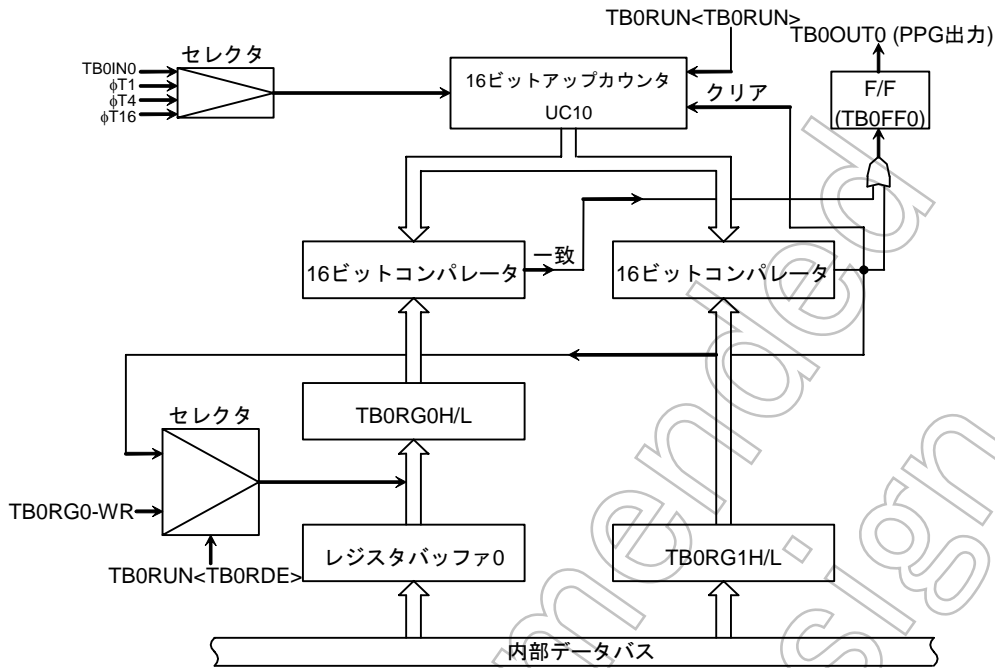 TB0RUN<TB0RUN>
TB0OUT0 (PPG出力)
セレクタ
TB0IN0
φT1
φT4
φT16
16ビットアップカウンタ
UC10
クリア
F/F
(TB0FF0)
一致
16ビットコンパレータ
16ビットコンパレータ
TB0RG0H/L
セレクタ
TB0RG0-WR
TB0RUN<TB0RDE>
レジスタバッファ0
TB0RG1H/L
内部データバス
mended
sign